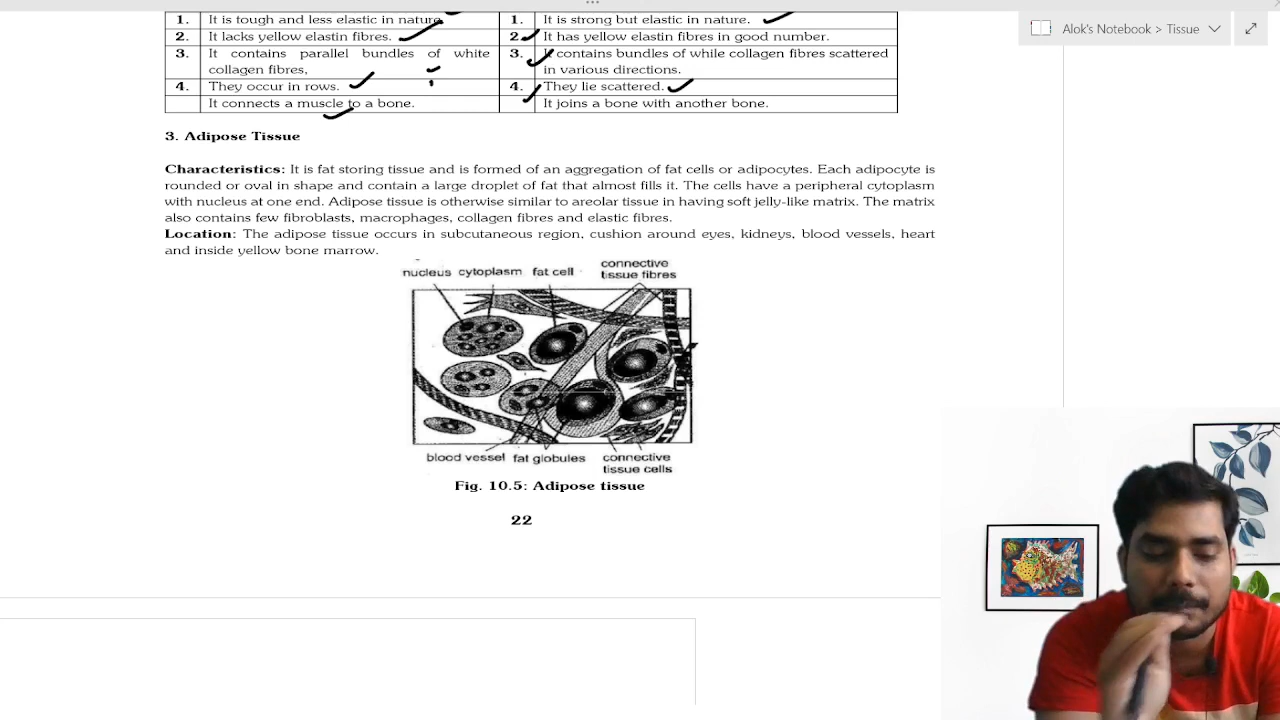 Alok's Notebook > Tissue
1. It is tough and less elastic in nature. 1. It is strong but elastic in nature.
2. It lacks yellow elastin fibres. 2. It has yellow elastin fibres in good number.
3. It contains parallel bundles of white 3. It contains bundles of while collagen fibres scattered
collagen fibres, in various directions.
4. They occur in rows. 4. They lie scattered.
It connects a muscle to a bone. It joins a bone with another bone.
3. Adipose Tissue
Characteristics: It is fat storing tissue and is formed of an aggregation of fat cells or adipocytes. Each adipocyte is
rounded or oval in shape and contain a large droplet of fat that almost fills it. The cells have a peripheral cytoplasm
with nucleus at one end. Adipose tissue is otherwise similar to areolar tissue in having soft jelly-like matrix. The matrix
also contains few fibroblasts, macrophages, collagen fibres and elastic fibres.
Location: The adipose tissue occurs in subcutaneous region, cushion around eyes, kidneys, blood vessels, heart
and inside yellow bone marrow.
nucleus cytoplasm fat cell connective
tissue fibres
blood vessel fat globules connective
tissue cells
Fig. 10.5: Adipose tissue
22